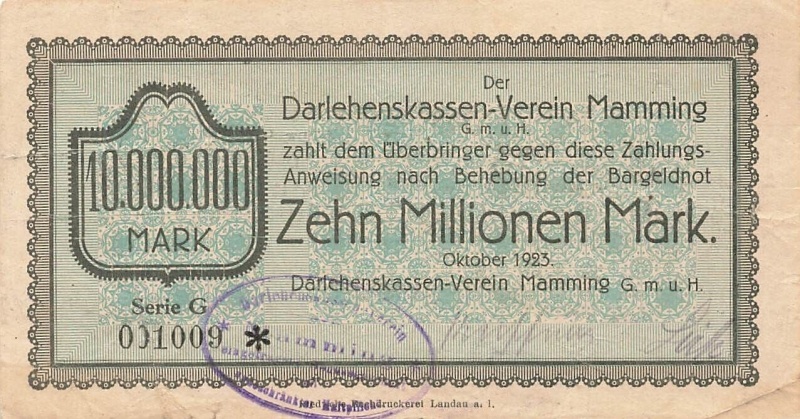 Der
Darlehenskassen-Verein Mamming
G. m. u. H.
zahlt dem Überbringer gegen diese Zahlungs-
Anweisung nach Behebung der Bargeldnot
Zehn Millionen Mark.
Oktober 1923.
Darlehenskassen-Verein Mamming G. m. u. H.
10.000.000
MARK
Serie G
001009 *
Buchdruckerei Landau a. I.